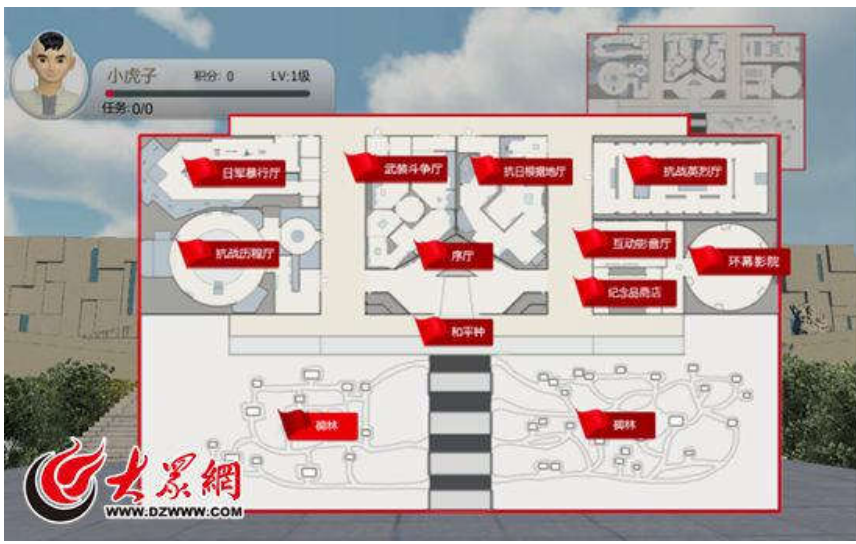 小虎子 积分: 0 LV:1级
任务:0/0
日军暴行厅
武装斗争厅
抗日根据地厅
抗战英烈厅
抗战历程厅
序厅
互动影音厅
环幕影院
纪念品商店
和平钟
碑林
碑林
大众網
WWW.DZWWW.COM